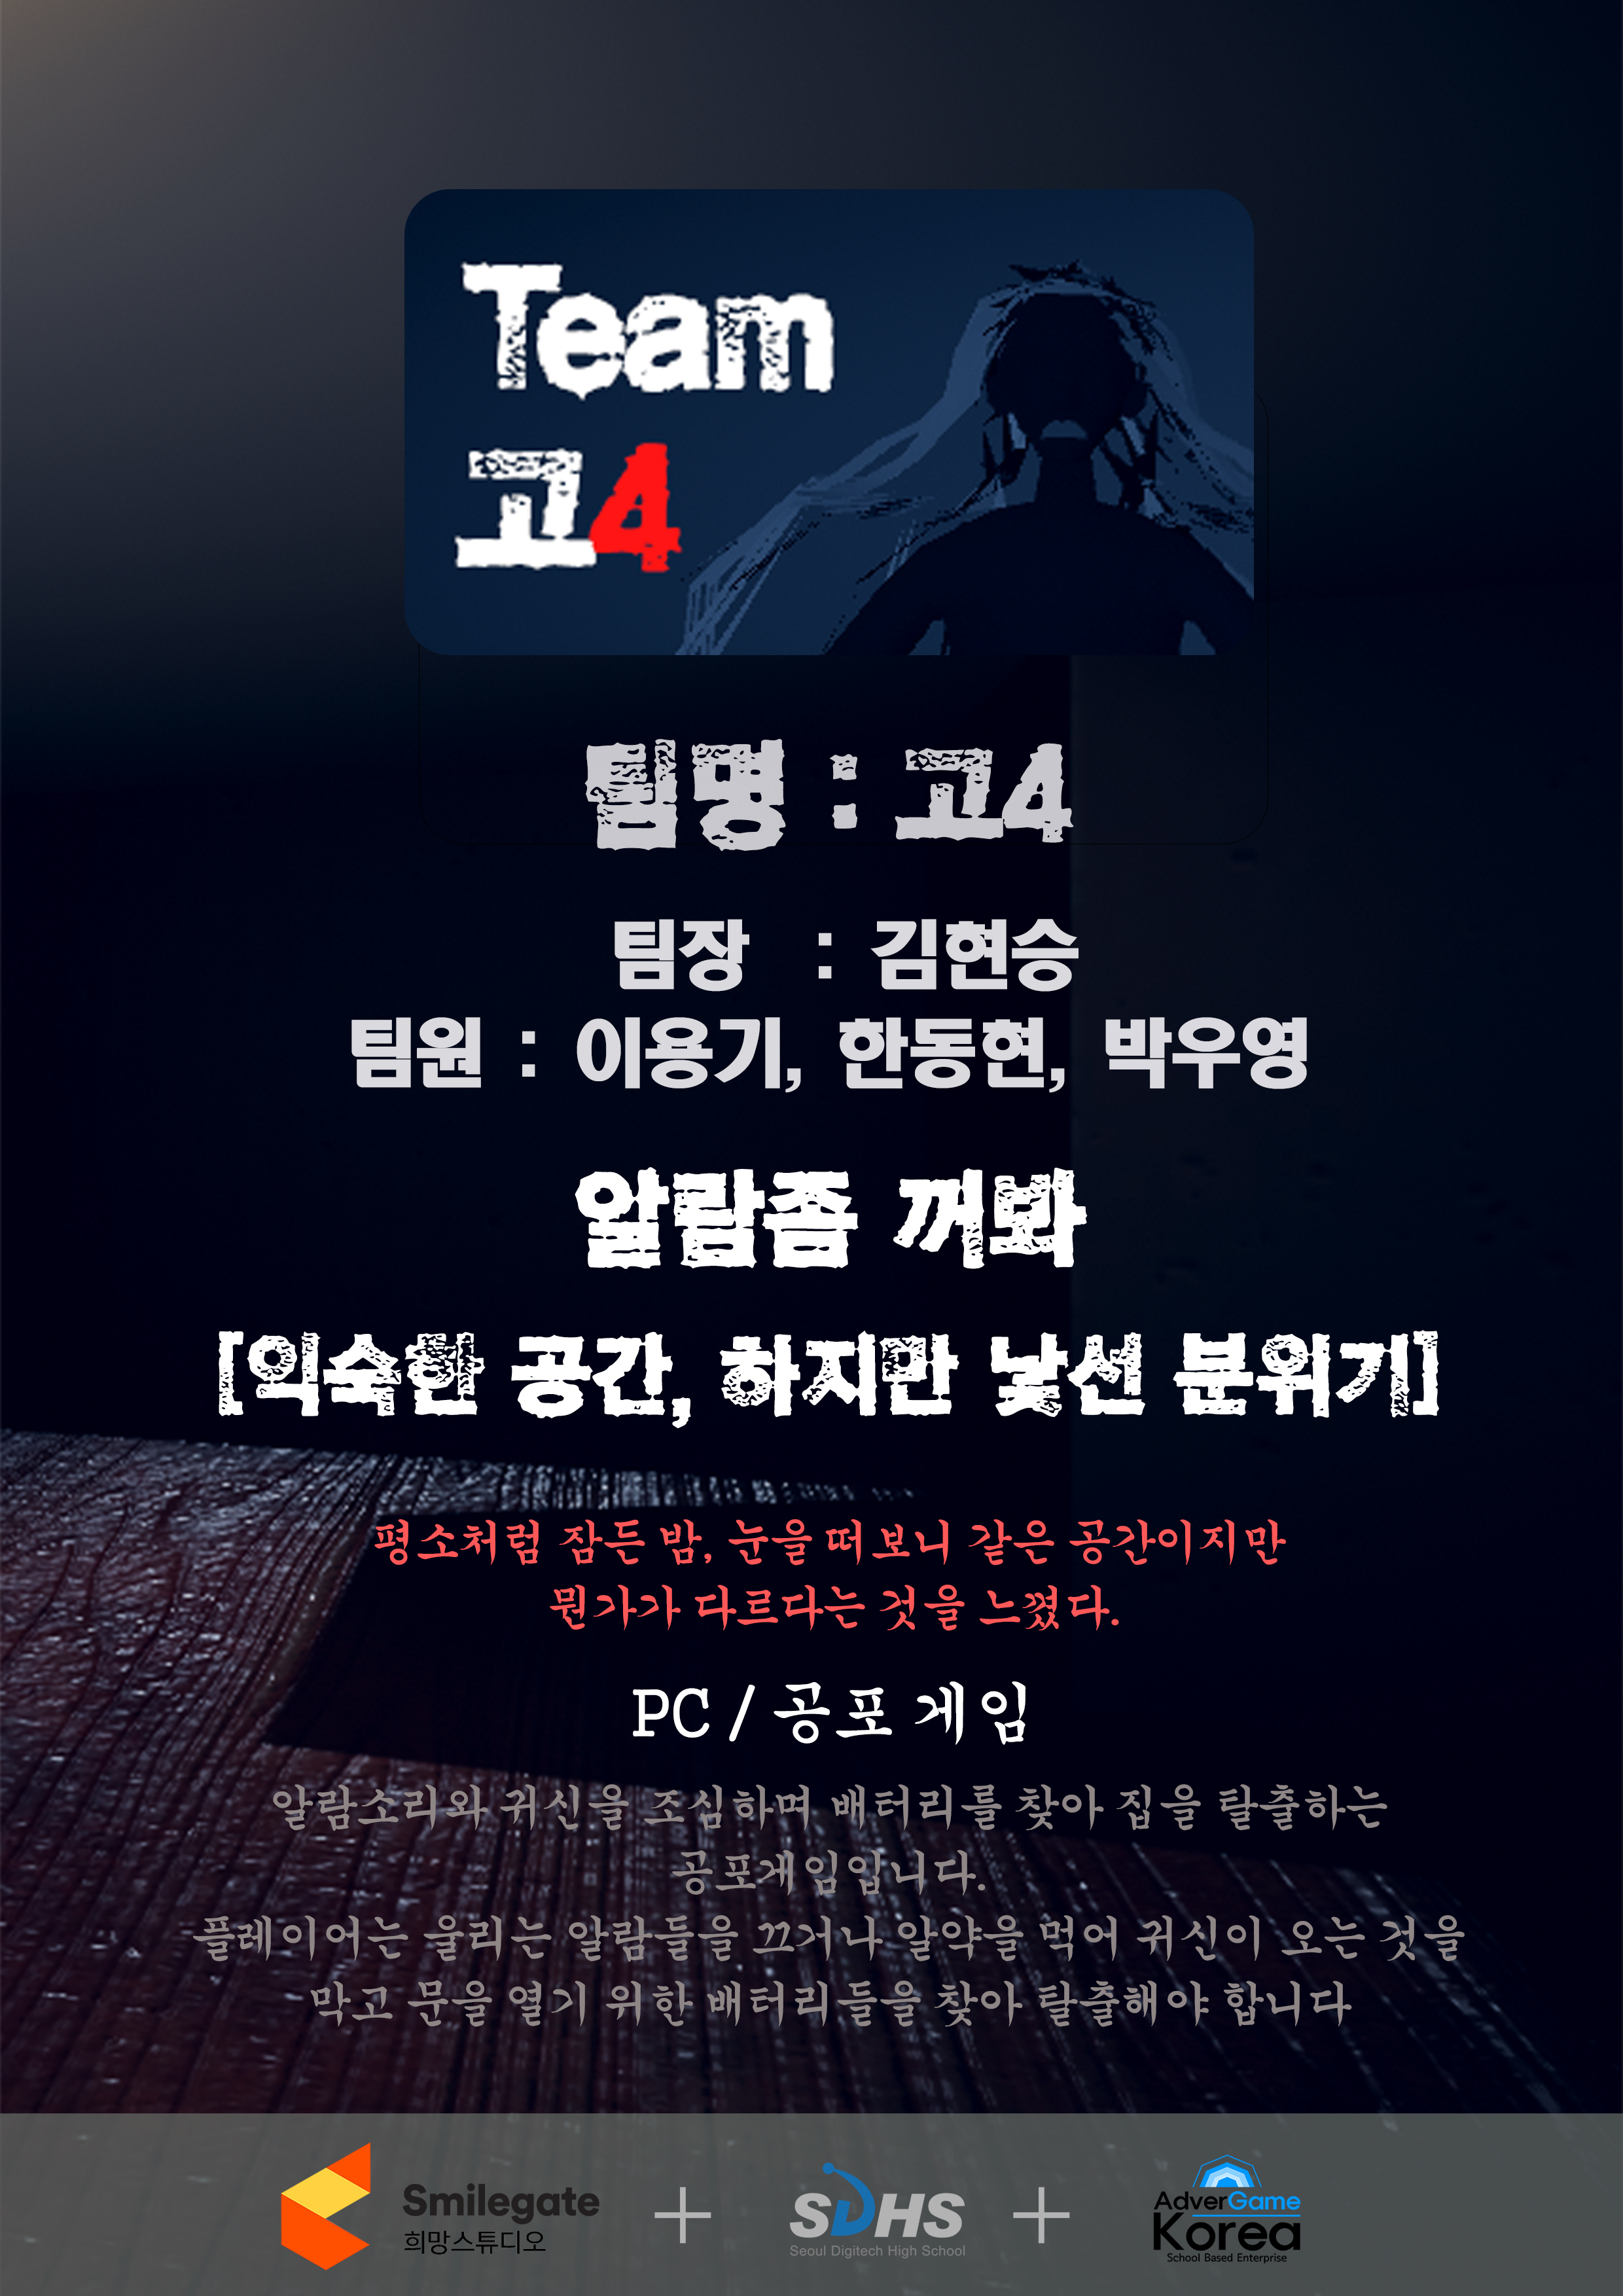 Team
고4
팀명 : 고4
팀장 : 김현승
팀원 : 이용기, 한동현, 박우영
알람좀 꺼봐
[익숙한 공간, 하지만 낯선 분위기]
평소처럼 잠든 밤, 눈을 떠보니 같은 공간이지만
뭔가가 다르다는 것을 느꼈다.
PC / 공포 게임
알람소리와 귀신을 조심하며 배터리를 찾아 집을 탈출하는
공포게임입니다.
플레이어는 울리는 알람들을 끄거나 알약을 먹어 귀신이 오는 것을
막고 문을 열기 위한 배터리들을 찾아 탈출해야 합니다
Smilegate
희망스튜디오
SDHS
Seoul Digitech High School
AdverGame
Korea
School Based Enterprise